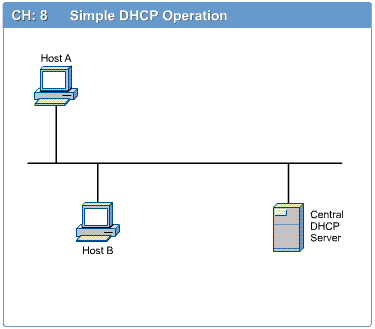 CH: 8 Simple DHCP Operation
Host A
Host B
Central
DHCP
Server